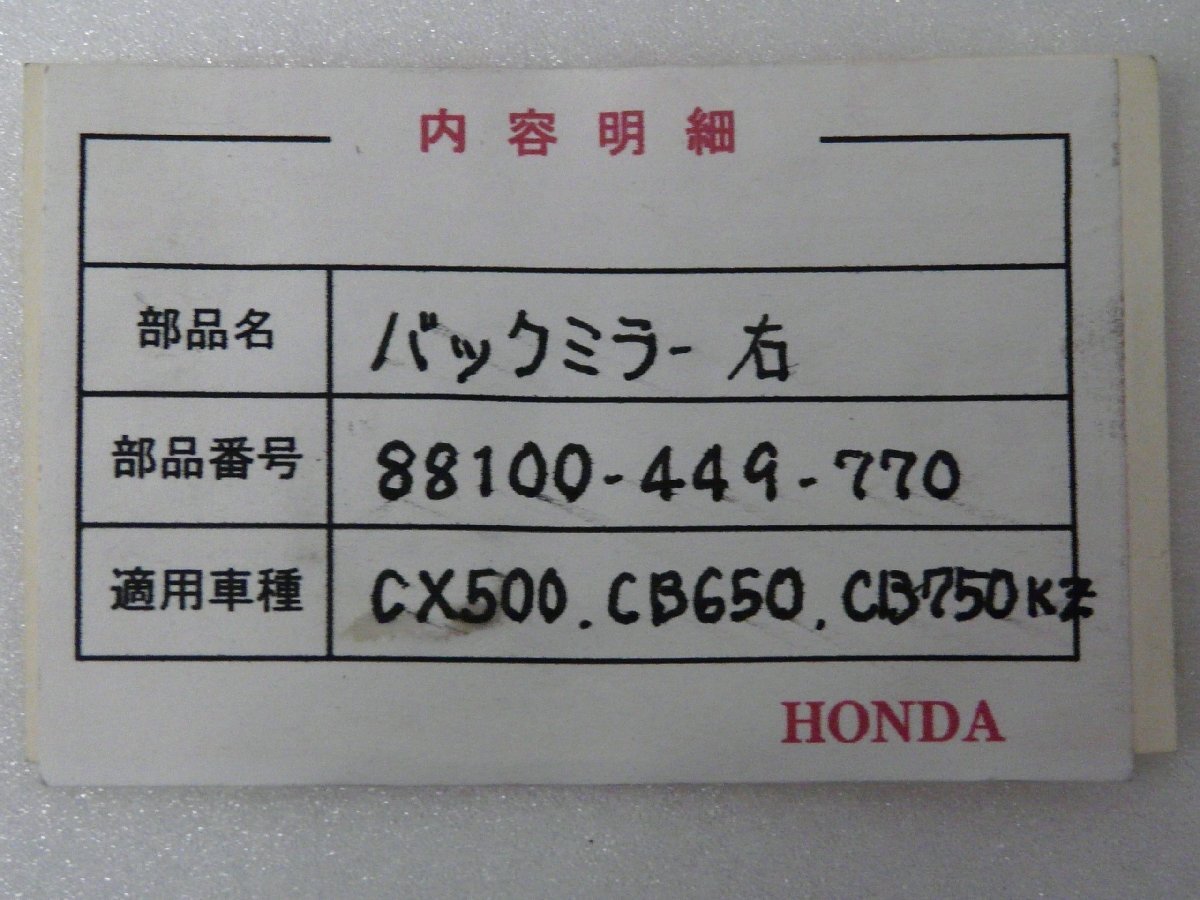 内容明細
部品名 バックミラー 右
部品番号 88100-449-770
適用車種 CX500. CB650. CB750KZ
HONDA